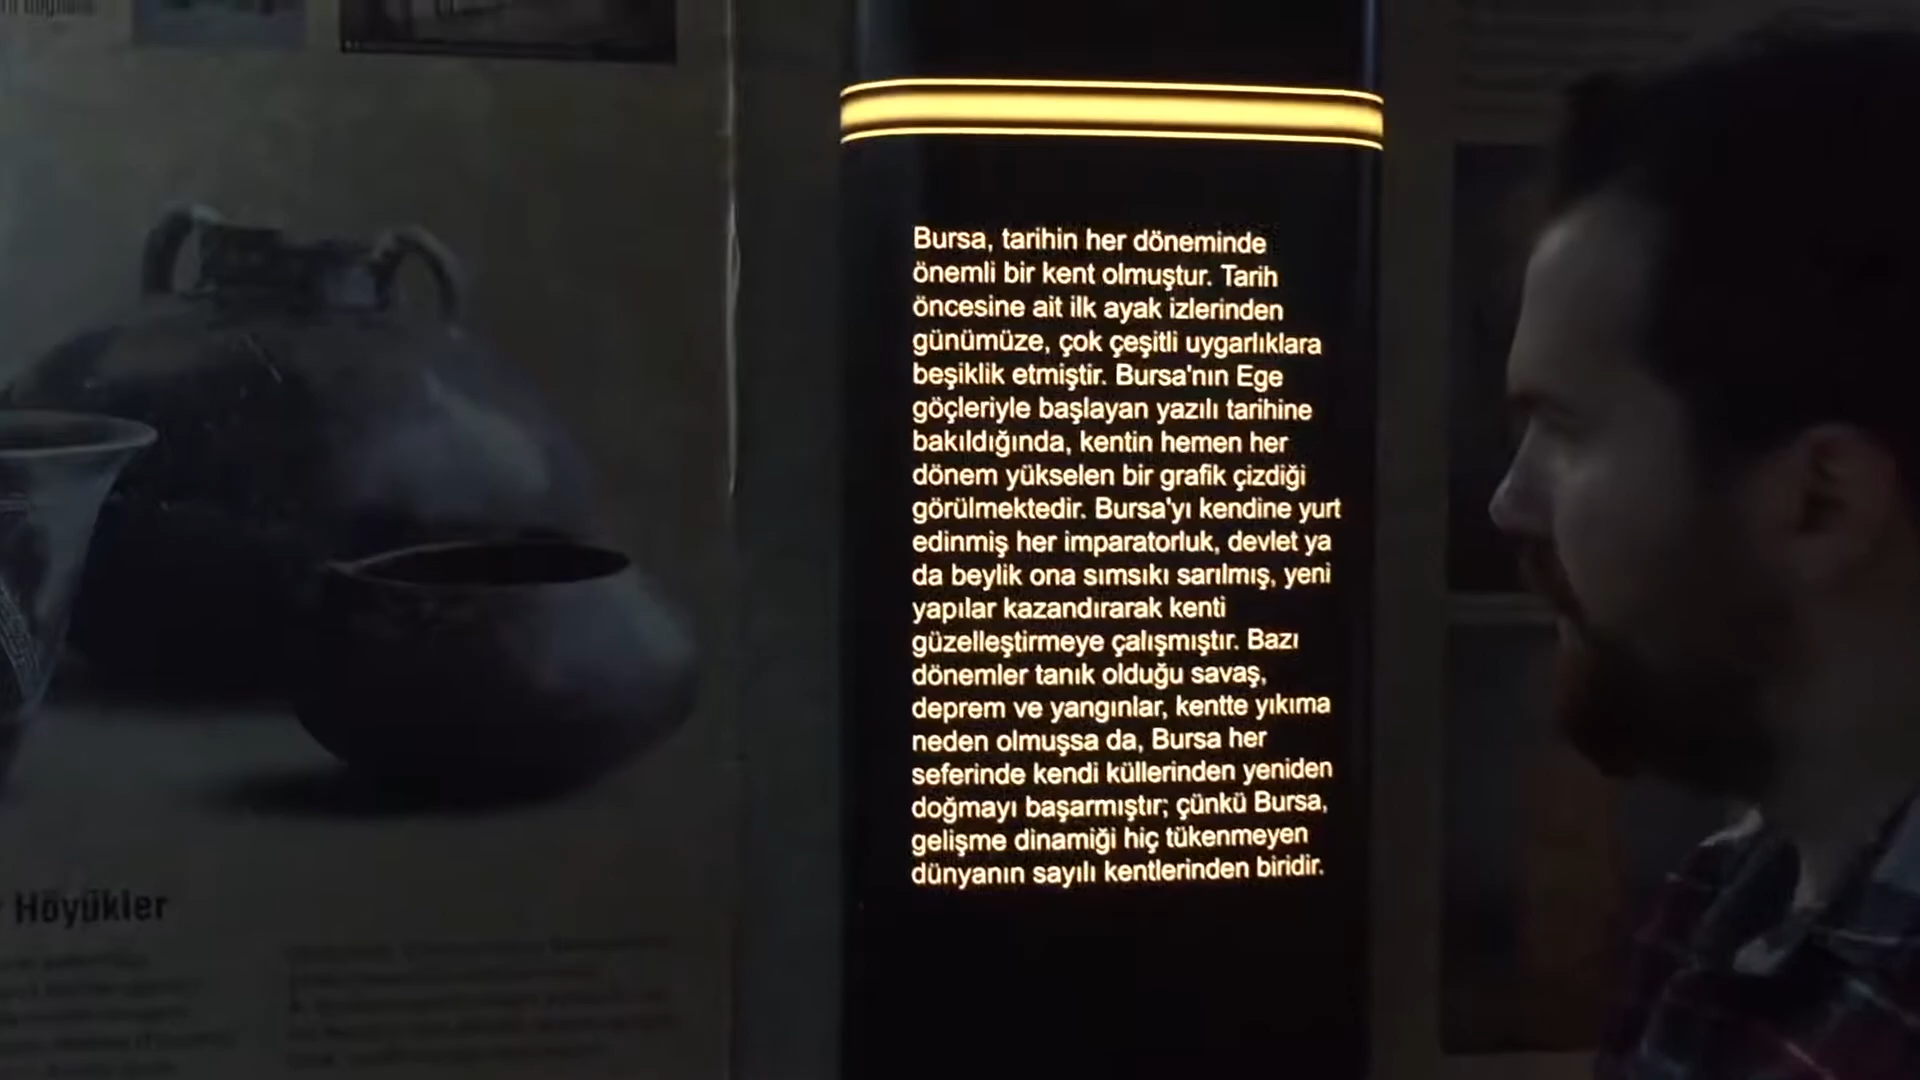 Bursa, tarihin her döneminde
önemli bir kent olmuştur. Tarih
öncesine ait ilk ayak izlerinden
günümüze, çok çeşitli uygarlıklara
beşiklik etmiştir. Bursa'nın Ege
göçleriyle başlayan yazılı tarihine
bakıldığında, kentin hemen her
dönem yükselen bir grafik çizdiği
görülmektedir. Bursa'yı kendine yurt
edinmiş her imparatorluk, devlet ya
da beylik ona sımsıkı sarılmış, yeni
yapılar kazandırarak kenti
güzelleştirmeye çalışmıştır. Bazı
dönemler tanık olduğu savaş,
deprem ve yangınlar, kentte yıkıma
neden olmuşsa da, Bursa her
seferinde kendi küllerinden yeniden
doğmayı başarmıştır; çünkü Bursa,
gelişme dinamiği hiç tükenmeyen
dünyanın sayılı kentlerinden biridir.
Höyükler